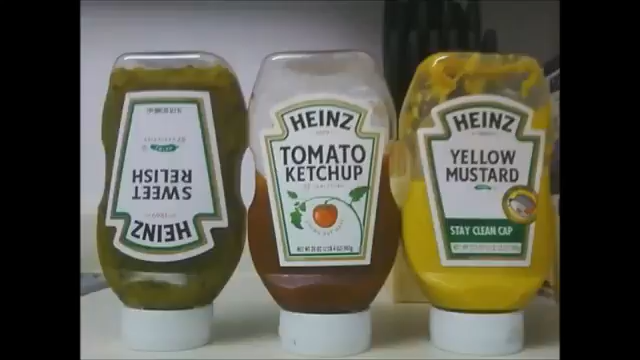 HEINZ
SWEET
RELISH
HEINZ
TOMATO
KETCHUP
HEINZ
YELLOW
MUSTARD
STAY CLEAN CAP